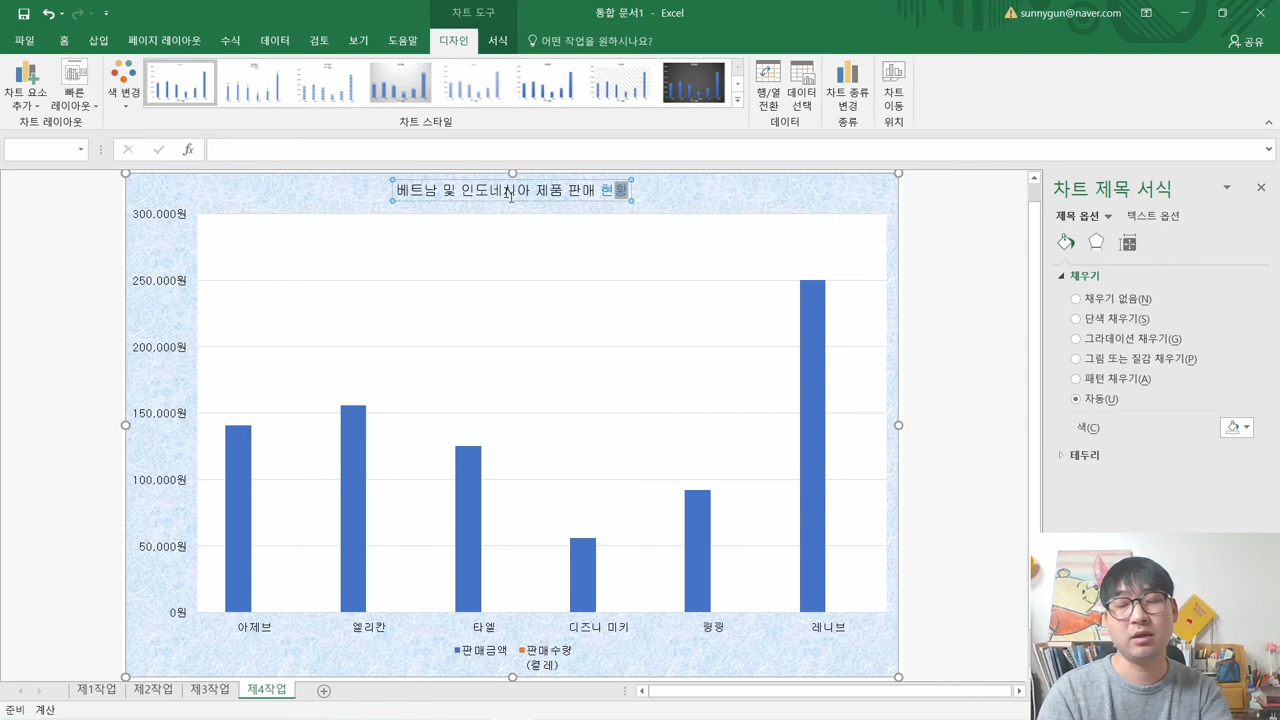 차트 도구
통합 문서1 - Excel
sunnygun@naver.com
파일 홈 삽입 페이지 레이아웃 수식 데이터 검토 보기 도움말 디자인 서식 어떤 작업을 원하시나요?
공유
차트 요소 추가
빠른 레이아웃
색 변경
행/열 전환
데이터 선택
차트 종류 변경
차트 이동
차트 레이아웃
차트 스타일
데이터
종류
위치
fx
베트남 및 인도네시아 제품 판매 현황
300,000원
250,000원
200,000원
150,000원
100,000원
50,000원
0원
아제브 엘리칸 타엘 디즈니 미키 펑펑 레니브
판매금액 판매수량
(켤레)
차트 제목 서식
제목 옵션 텍스트 옵션
채우기
채우기 없음(N)
단색 채우기(S)
그라데이션 채우기(G)
그림 또는 질감 채우기(P)
패턴 채우기(A)
자동(U)
색(C)
테두리
제1작업 제2작업 제3작업 제4작업
준비 계산